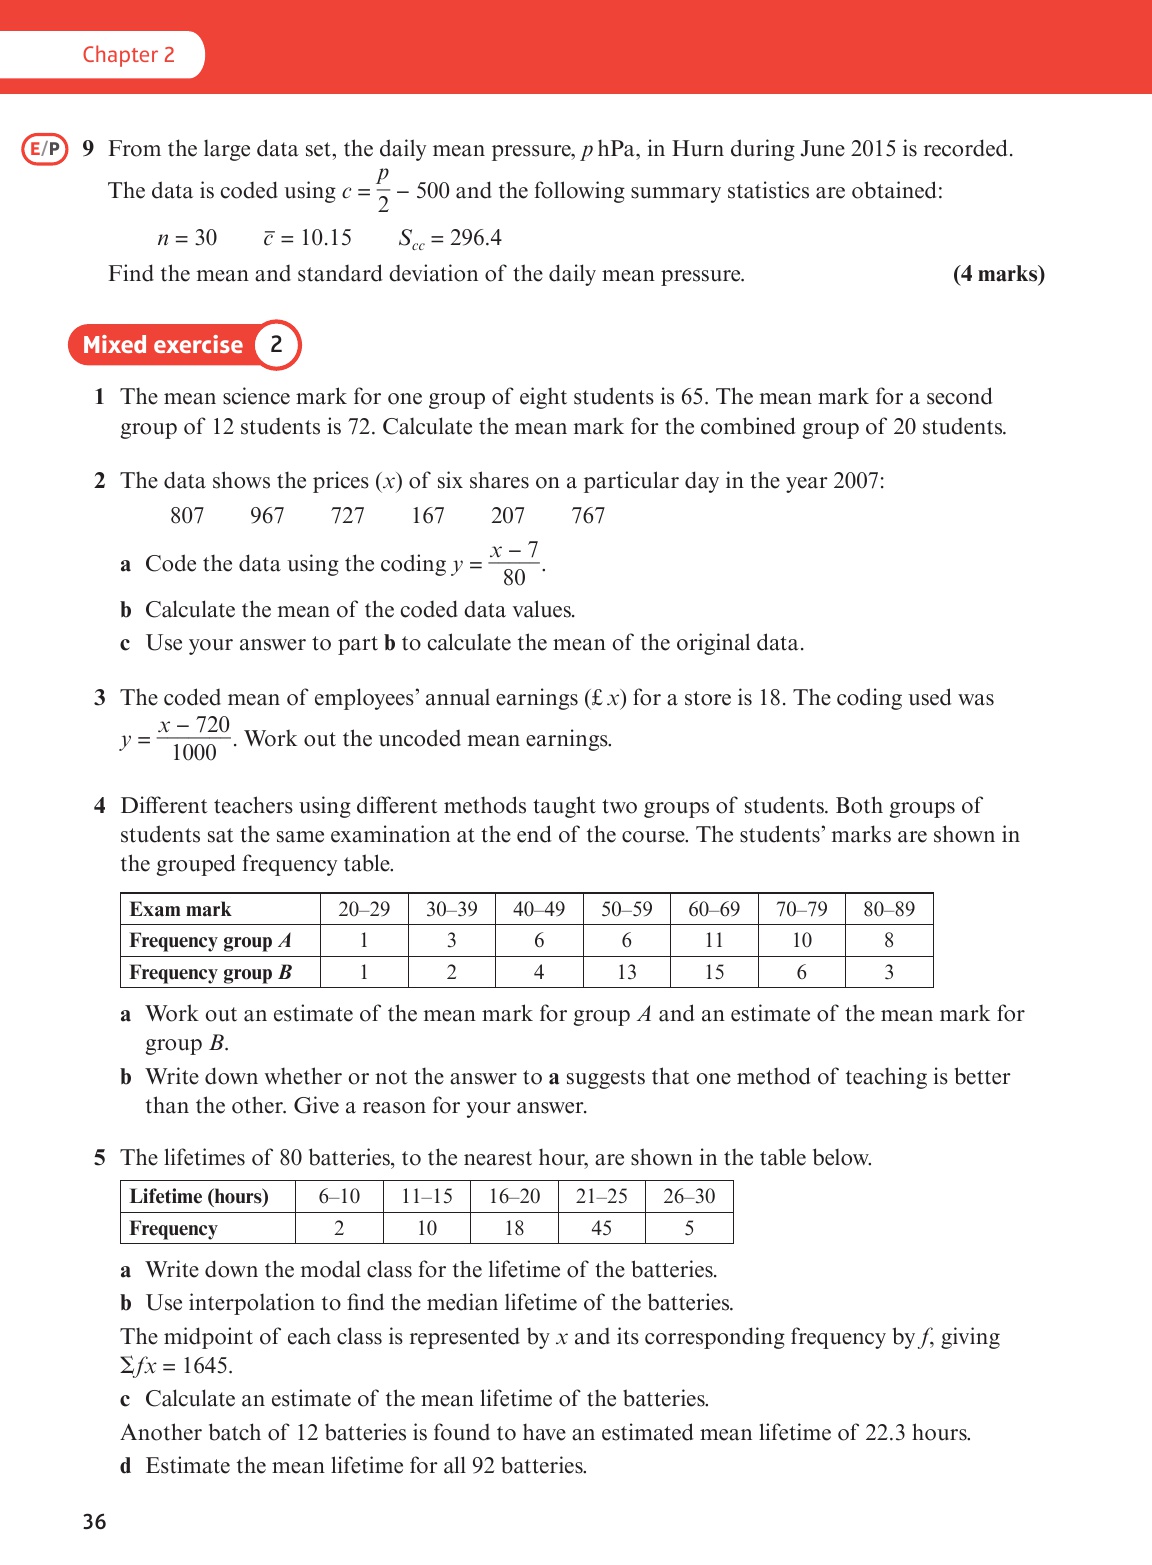 Chapter 2
E/P 9 From the large data set, the daily mean pressure, p hPa, in Hurn during June 2015 is recorded.
The data is coded using c = p/2 − 500 and the following summary statistics are obtained:
n = 30 c̄ = 10.15 S_cc = 296.4
Find the mean and standard deviation of the daily mean pressure. (4 marks)
Mixed exercise 2
1 The mean science mark for one group of eight students is 65. The mean mark for a second
group of 12 students is 72. Calculate the mean mark for the combined group of 20 students.
2 The data shows the prices (x) of six shares on a particular day in the year 2007:
807 967 727 167 207 767
a Code the data using the coding y = (x − 7)/80.
b Calculate the mean of the coded data values.
c Use your answer to part b to calculate the mean of the original data.
3 The coded mean of employees’ annual earnings (£ x) for a store is 18. The coding used was
y = (x − 720)/1000. Work out the uncoded mean earnings.
4 Different teachers using different methods taught two groups of students. Both groups of
students sat the same examination at the end of the course. The students’ marks are shown in
the grouped frequency table.
Exam mark 20–29 30–39 40–49 50–59 60–69 70–79 80–89
Frequency group A 1 3 6 6 11 10 8
Frequency group B 1 2 4 13 15 6 3
a Work out an estimate of the mean mark for group A and an estimate of the mean mark for
group B.
b Write down whether or not the answer to a suggests that one method of teaching is better
than the other. Give a reason for your answer.
5 The lifetimes of 80 batteries, to the nearest hour, are shown in the table below.
Lifetime (hours) 6–10 11–15 16–20 21–25 26–30
Frequency 2 10 18 45 5
a Write down the modal class for the lifetime of the batteries.
b Use interpolation to find the median lifetime of the batteries.
The midpoint of each class is represented by x and its corresponding frequency by f, giving
Σfx = 1645.
c Calculate an estimate of the mean lifetime of the batteries.
Another batch of 12 batteries is found to have an estimated mean lifetime of 22.3 hours.
d Estimate the mean lifetime for all 92 batteries.
36